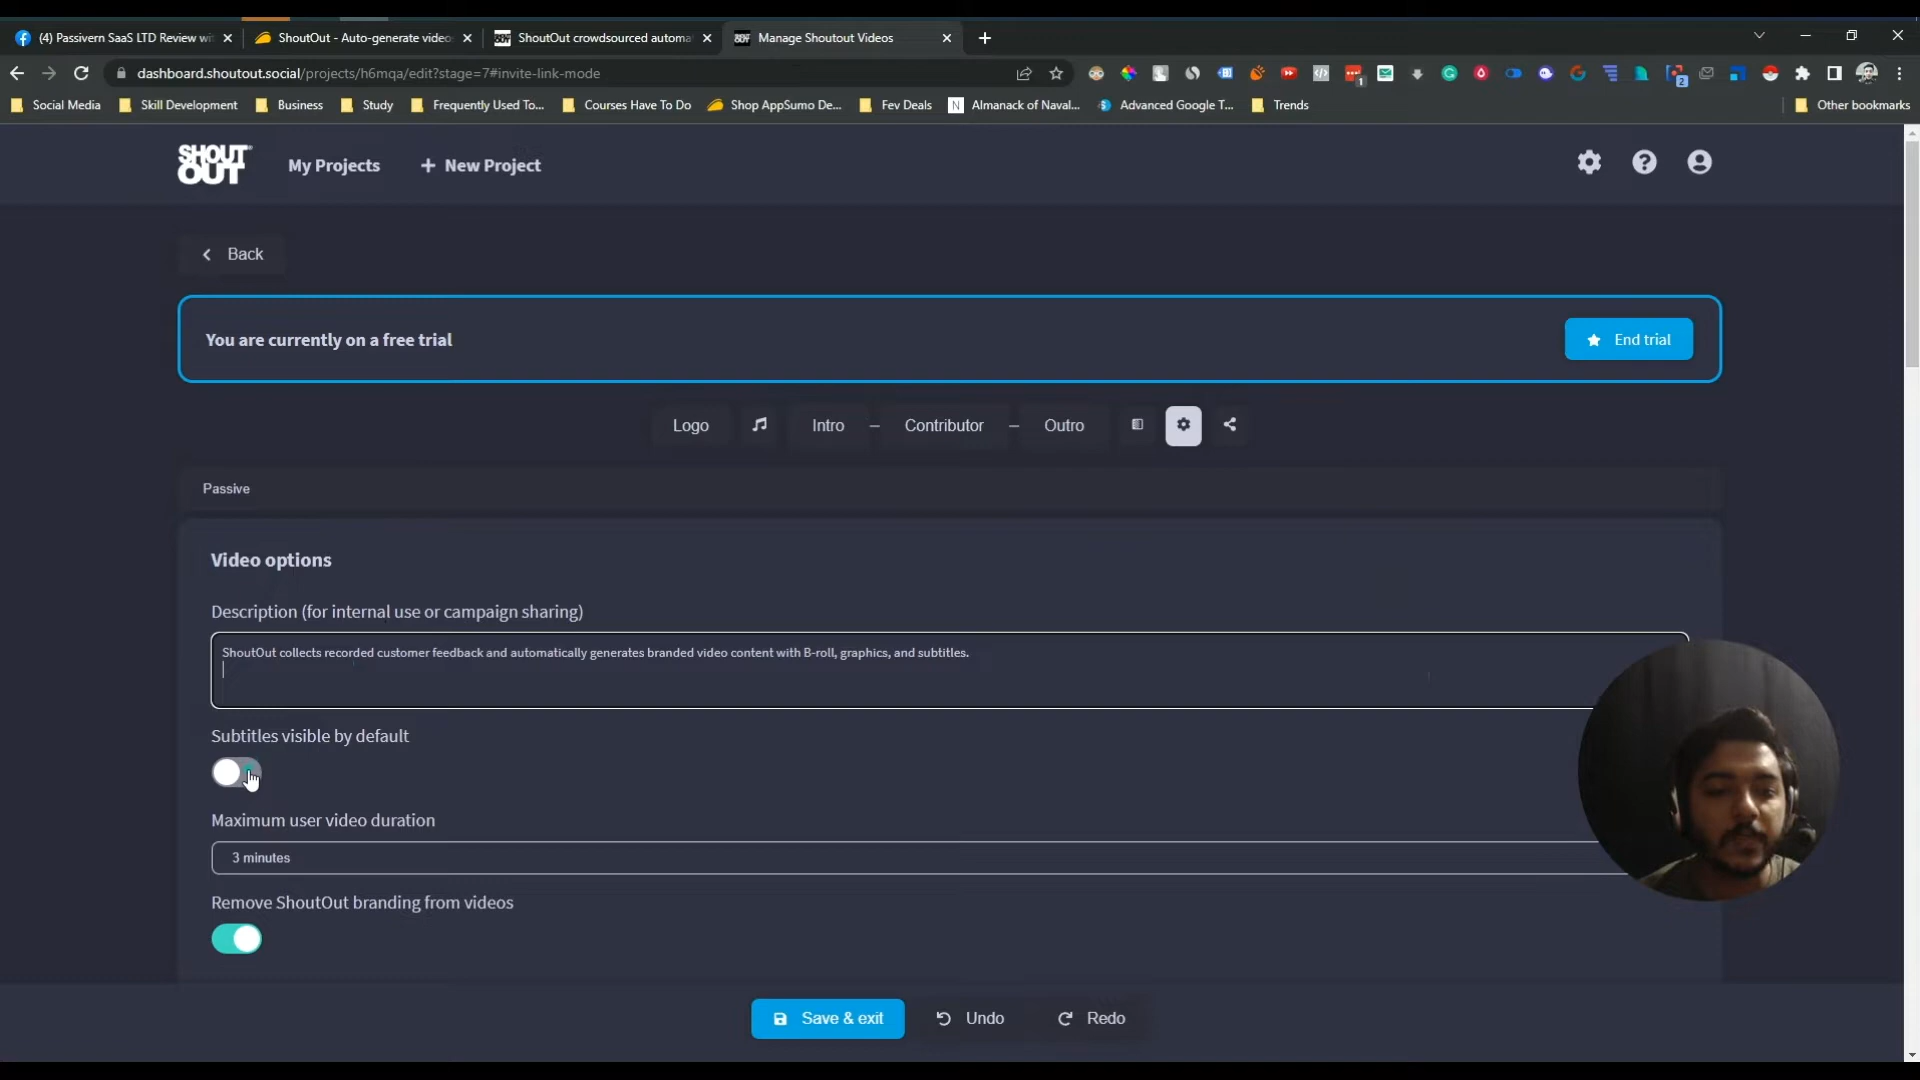 (4) Passivern SaaS LTD Review wit
ShoutOut - Auto-generate video
ShoutOut crowdsourced automa
Manage Shoutout Videos
dashboard.shoutout.social/projects/h6mqa/edit?stage=7#invite-link-mode
Social Media
Skill Development
Business
Study
Frequently Used To...
Courses Have To Do
Shop AppSumo De...
Fev Deals
Almanack of Naval...
Advanced Google T...
Trends
Other bookmarks
SHOUT OUT
My Projects
+ New Project
Back
You are currently on a free trial
End trial
Logo
Intro
Contributor
Outro
Passive
Video options
Description (for internal use or campaign sharing)
ShoutOut collects recorded customer feedback and automatically generates branded video content with B-roll, graphics, and subtitles.
Subtitles visible by default
Maximum user video duration
3 minutes
Remove ShoutOut branding from videos
Save & exit
Undo
Redo